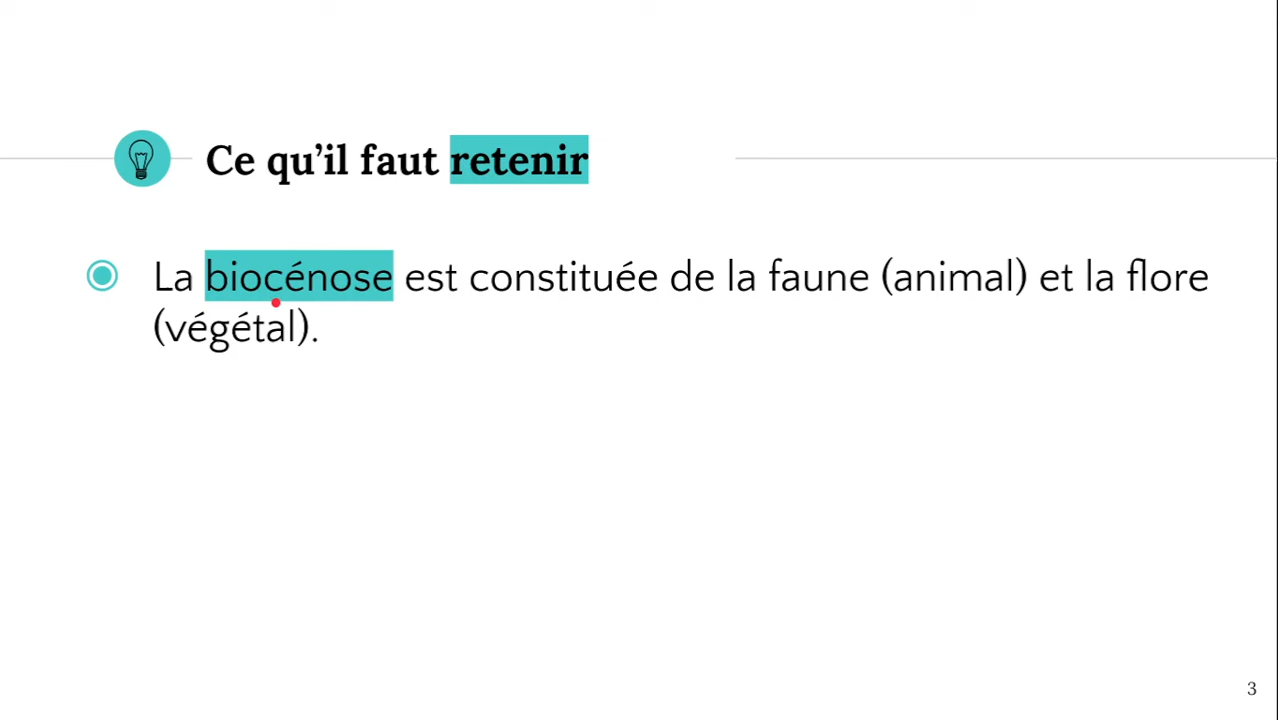 Ce qu’il faut retenir
La biocénose est constituée de la faune (animal) et la flore
(végétal).
3